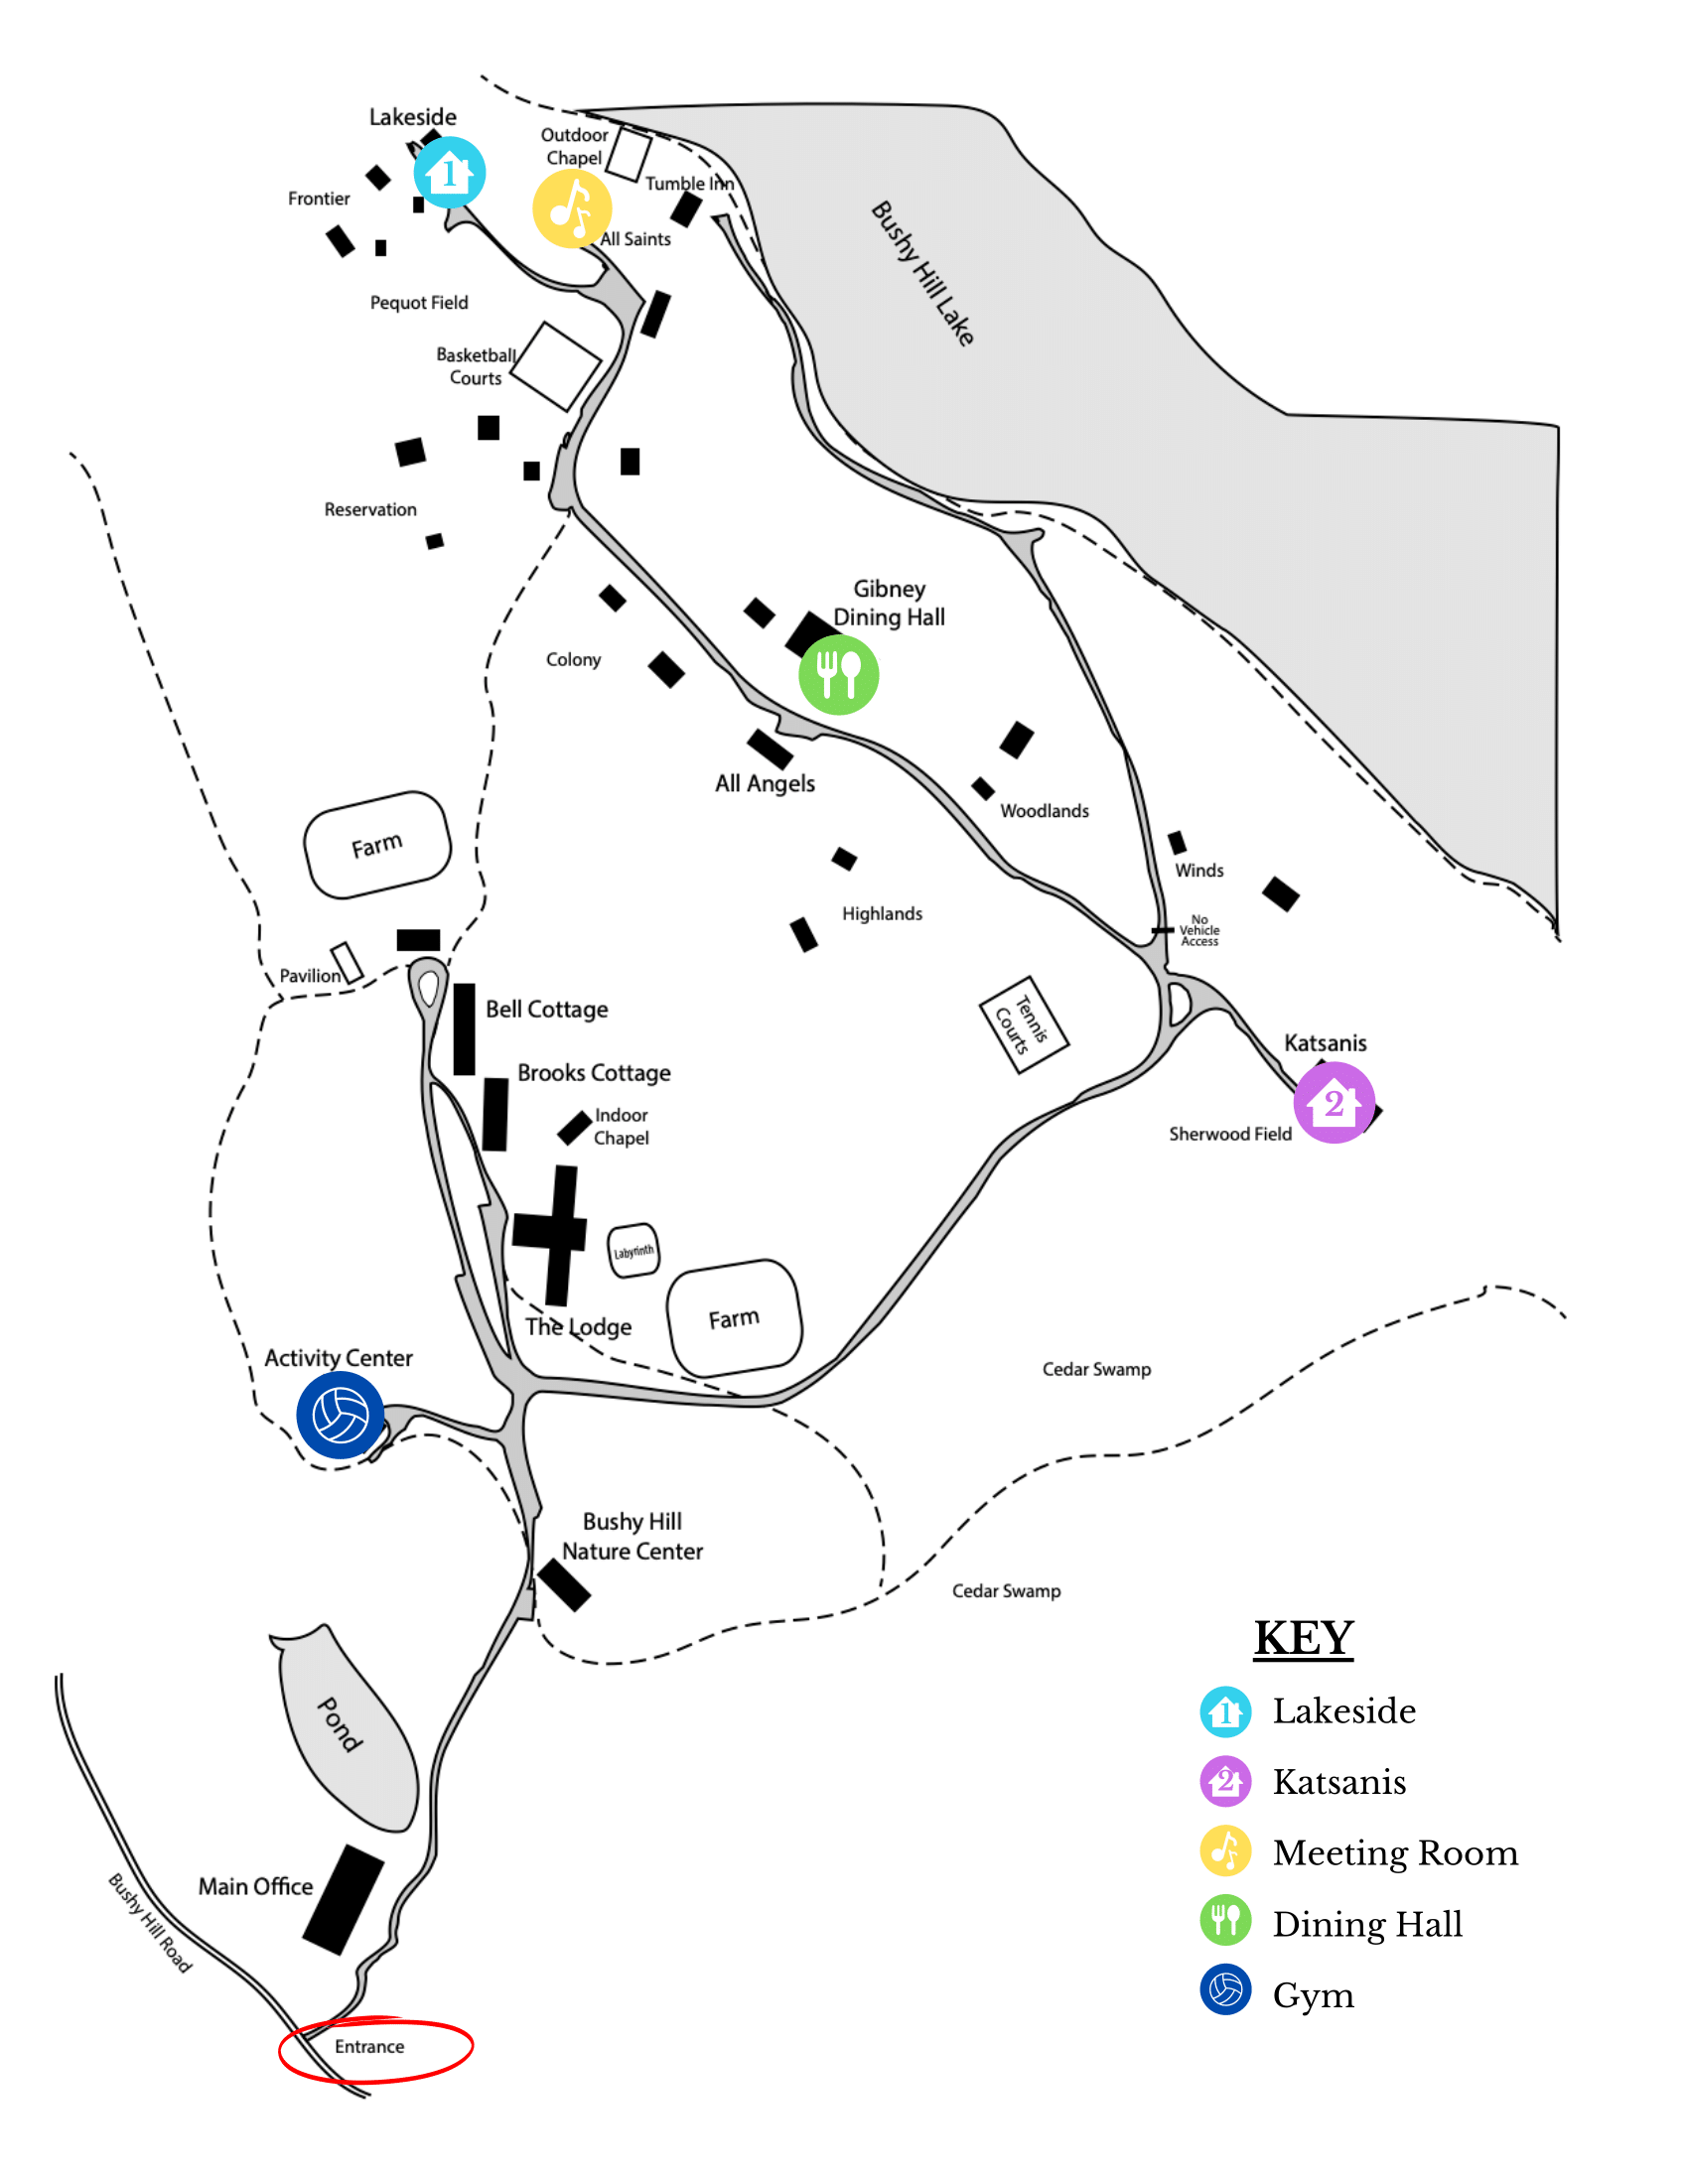 Lakeside
1
Outdoor
Chapel
Tumble Inn
Frontier
All Saints
Bushy Hill Lake
Pequot Field
Basketball
Courts
Reservation
Gibney
Dining Hall
Colony
All Angels
Woodlands
Farm
Winds
Highlands
No
Vehicle
Access
Pavilion
Bell Cottage
Tennis
Courts
Katsanis
2
Brooks Cottage
Indoor
Chapel
Sherwood Field
Labyrinth
Farm
The Lodge
Activity Center
Cedar Swamp
Bushy Hill
Nature Center
Cedar Swamp
Pond
Main Office
Bushy Hill Road
Entrance
KEY
1 Lakeside
2 Katsanis
Meeting Room
Dining Hall
Gym